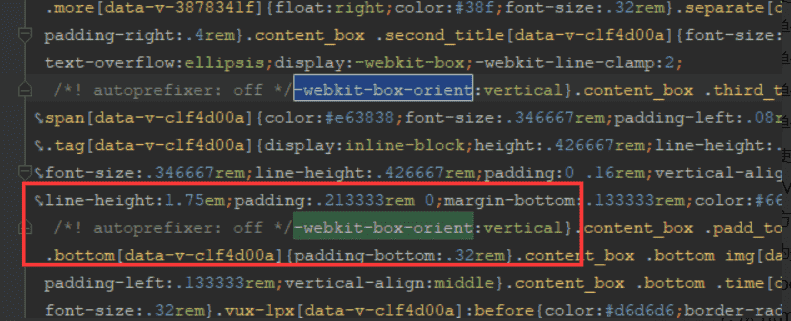 .more[data-v-3878341f]{float:right;color:#38f;font-size:.32rem}.separate[d
padding-right:.4rem}.content_box .second_title[data-v-c1f4d00a]{font-size:
text-overflow:ellipsis;display:-webkit-box;-webkit-line-clamp:2;
/*! autoprefixer: off */-webkit-box-orient:vertical}.content_box .third_t
span[data-v-c1f4d00a]{color:#e63838;font-size:.346667rem;padding-left:.08r
.tag[data-v-c1f4d00a]{display:inline-block;height:.426667rem;line-height:.
font-size:.346667rem;line-height:.426667rem;padding:0 .16rem;vertical-alig
line-height:1.75em;padding:.213333rem 0;margin-bottom:.133333rem;color:#66
/*! autoprefixer: off */-webkit-box-orient:vertical}.content_box .padd_to
.bottom[data-v-c1f4d00a]{padding-bottom:.32rem}.content_box .bottom img[da
padding-left:.133333rem;vertical-align:middle}.content_box .bottom .time[d
font-size:.32rem}.vux-1px[data-v-c1f4d00a]:before{color:#d6d6d6;border-rad